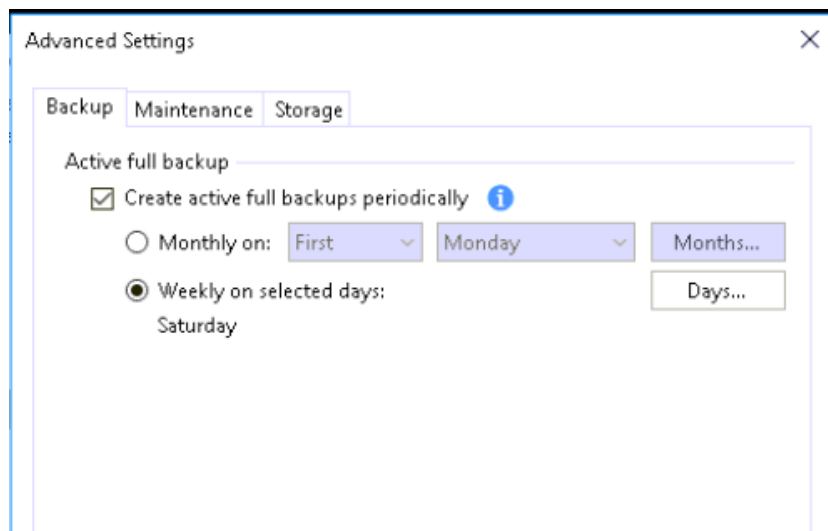 Advanced Settings
Backup Maintenance Storage
Active full backup
Create active full backups periodically
Monthly on: First Monday Months...
Weekly on selected days: Days...
Saturday